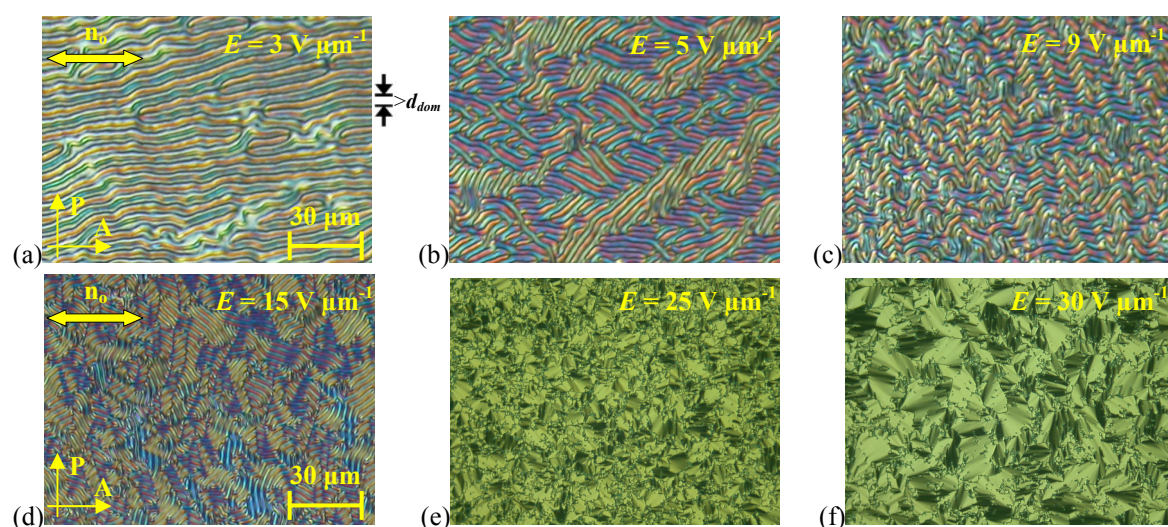 n₀
E = 3 V µm⁻¹
E = 5 V µm⁻¹
E = 9 V µm⁻¹
>d_dom
P
A
30 µm
(a)
(b)
(c)
n₀
E = 15 V µm⁻¹
E = 25 V µm⁻¹
E = 30 V µm⁻¹
P
A
30 µm
(d)
(e)
(f)